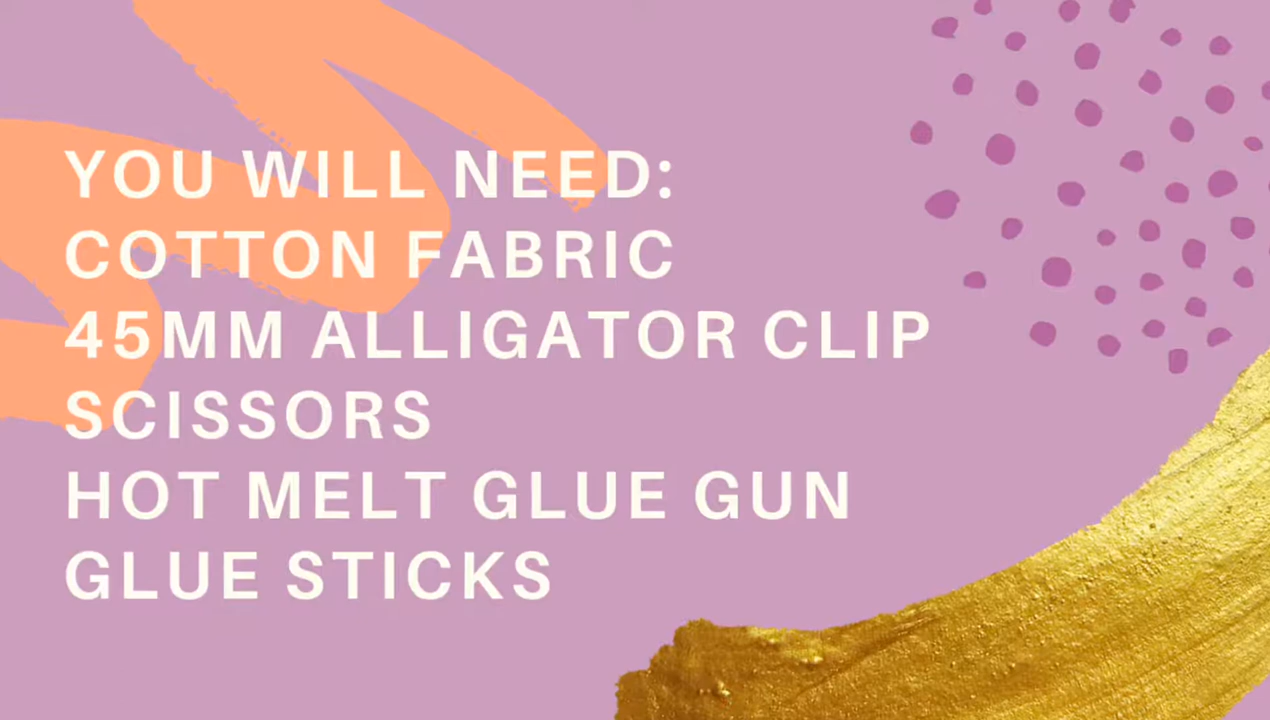 YOU WILL NEED:
COTTON FABRIC
45MM ALLIGATOR CLIP
SCISSORS
HOT MELT GLUE GUN
GLUE STICKS